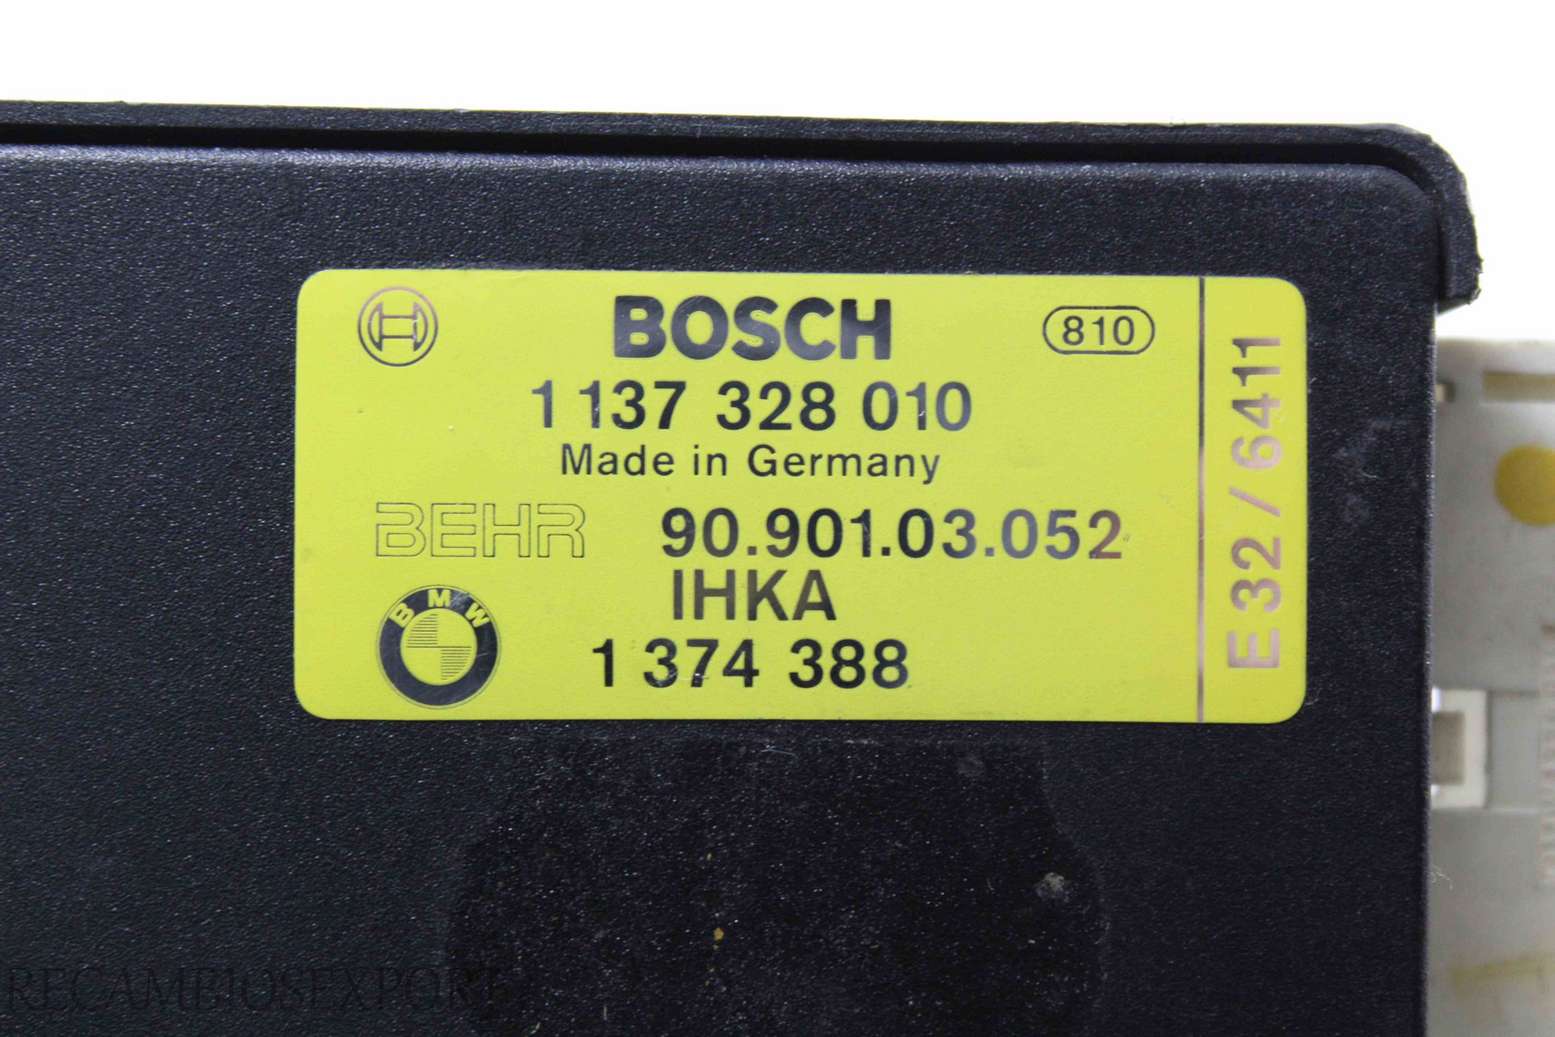 BOSCH 810
1 137 328 010
Made in Germany
BEHR 90.901.03.052
IHKA
BMW
1 374 388
E 32 / 6411
RECAMBIOSEXPORT